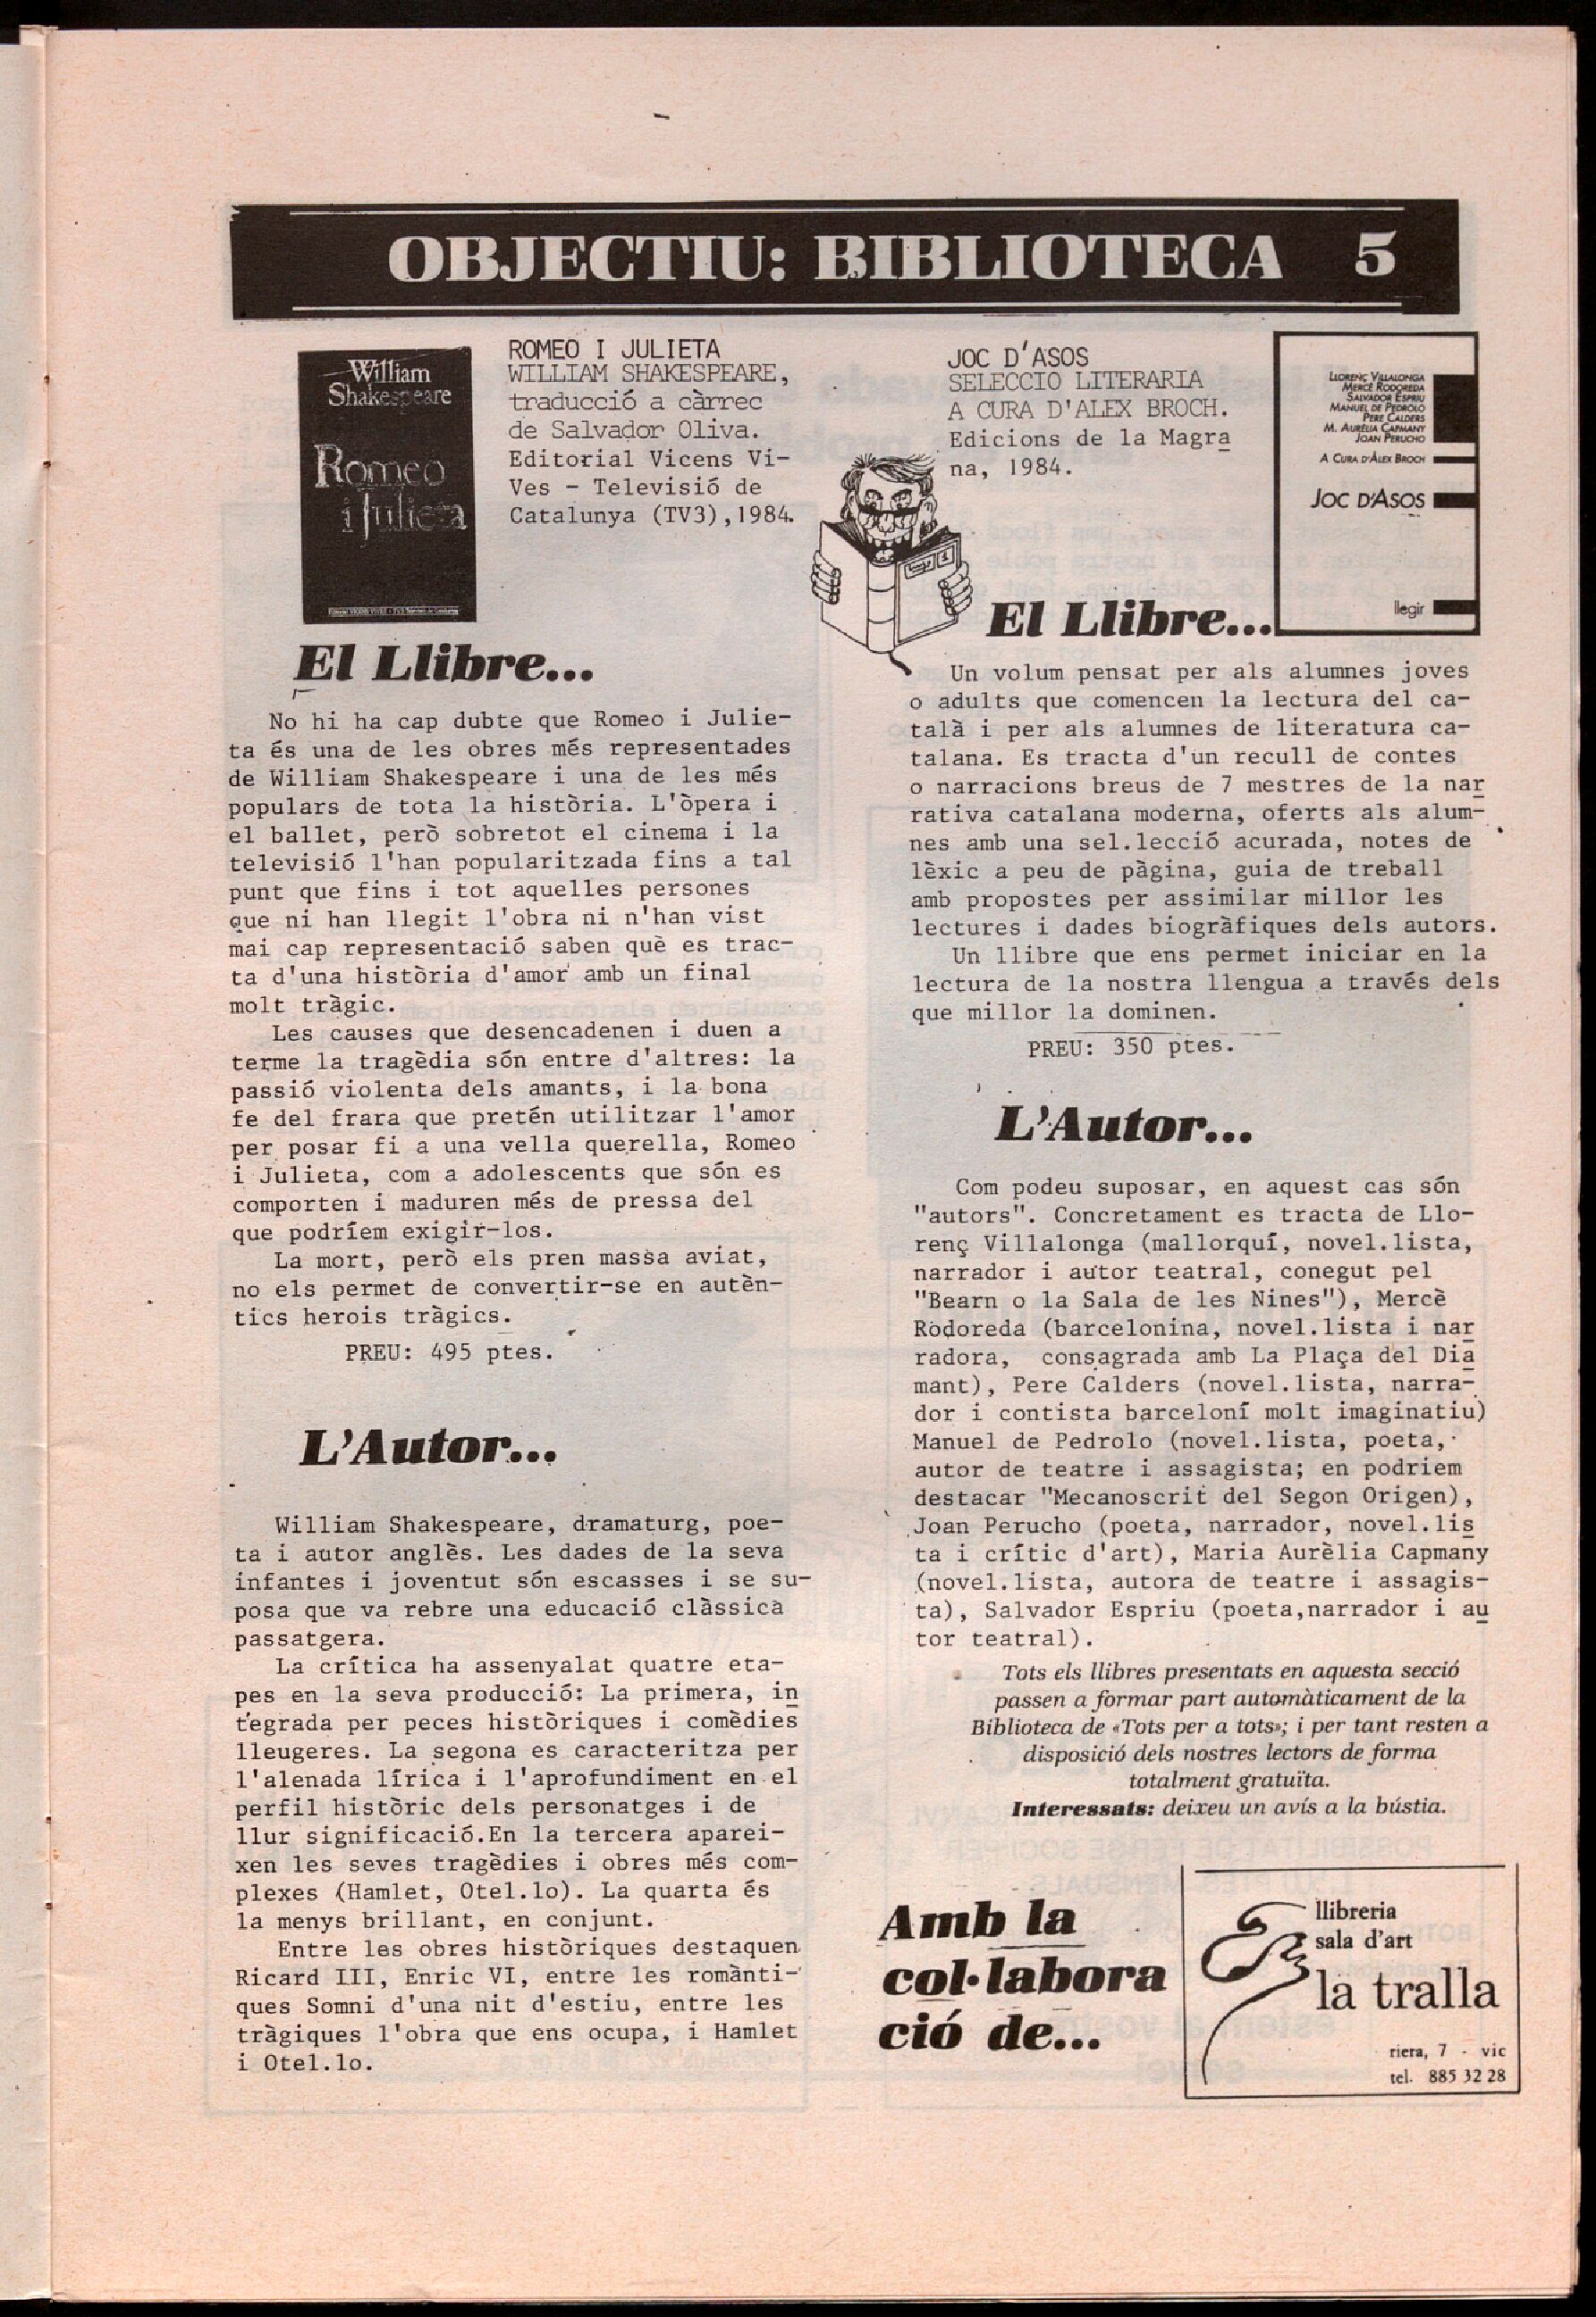 OBJECTIU: BIBLIOTECA 5
William
Shakespeare
Romeo
i Julieta
ROMEO I JULIETA
WILLIAM SHAKESPEARE,
traducció a càrrec
de Salvador Oliva.
Editorial Vicens Vi-
Ves - Televisió de
Catalunya (TV3),1984.
El Llibre...
No hi ha cap dubte que Romeo i Julie-
ta és una de les obres més representades
de William Shakespeare i una de les més
populars de tota la història. L'òpera i
el ballet, però sobretot el cinema i la
televisió l'han popularitzada fins a tal
punt que fins i tot aquelles persones
que ni han llegit l'obra ni n'han vist
mai cap representació saben què es trac-
ta d'una història d'amor amb un final
molt tràgic.
Les causes que desencadenen i duen a
terme la tragèdia són entre d'altres: la
passió violenta dels amants, i la bona
fe del frara que pretén utilitzar l'amor
per posar fi a una vella querella, Romeo
i Julieta, com a adolescents que són es
comporten i maduren més de pressa del
que podríem exigir-los.
La mort, però els pren massa aviat,
no els permet de convertir-se en autèn-
tics herois tràgics.
PREU: 495 ptes.
L'Autor...
William Shakespeare, dramaturg, poe-
ta i autor anglès. Les dades de la seva
infantes i joventut són escasses i se su-
posa que va rebre una educació clàssica
passatgera.
La crítica ha assenyalat quatre eta-
pes en la seva producció: La primera, in
tegrada per peces històriques i comèdies
lleugeres. La segona es caracteritza per
l'alenada lírica i l'aprofundiment en el
perfil històric dels personatges i de
llur significació.En la tercera aparei-
xen les seves tragèdies i obres més com-
plexes (Hamlet, Otel.lo). La quarta és
la menys brillant, en conjunt.
Entre les obres històriques destaquen
Ricard III, Enric VI, entre les romànti-
ques Somni d'una nit d'estiu, entre les
tràgiques l'obra que ens ocupa, i Hamlet
i Otel.lo.
JOC D'ASOS
SELECCIO LITERARIA
A CURA D'ALEX BROCH.
Edicions de la Magra
na, 1984.
LLORENÇ VILLALONGA
MERCÈ RODOREDA
SALVADOR ESPRIU
MANUEL DE PEDROLO
PERE CALDERS
M. AURÈLIA CAPMANY
JOAN PERUCHO
A CURA D'ÀLEX BROCH
JOC D'ASOS
llegir
El Llibre...
Un volum pensat per als alumnes joves
o adults que comencen la lectura del ca-
talà i per als alumnes de literatura ca-
talana. Es tracta d'un recull de contes
o narracions breus de 7 mestres de la nar
rativa catalana moderna, oferts als alum-
nes amb una sel.lecció acurada, notes de
lèxic a peu de pàgina, guia de treball
amb propostes per assimilar millor les
lectures i dades biogràfiques dels autors.
Un llibre que ens permet iniciar en la
lectura de la nostra llengua a través dels
que millor la dominen.
PREU: 350 ptes.
L'Autor...
Com podeu suposar, en aquest cas són
"autors". Concretament es tracta de Llo-
renç Villalonga (mallorquí, novel.lista,
narrador i autor teatral, conegut pel
"Bearn o la Sala de les Nines"), Mercè
Rodoreda (barcelonina, novel.lista i nar
radora, consagrada amb La Plaça del Dia
mant), Pere Calders (novel.lista, narra-
dor i contista barceloní molt imaginatiu)
Manuel de Pedrolo (novel.lista, poeta,
autor de teatre i assagista; en podriem
destacar "Mecanoscrit del Segon Origen),
Joan Perucho (poeta, narrador, novel.lis
ta i crític d'art), Maria Aurèlia Capmany
(novel.lista, autora de teatre i assagis-
ta), Salvador Espriu (poeta,narrador i au
tor teatral).
Tots els llibres presentats en aquesta secció
passen a formar part automàticament de la
Biblioteca de «Tots per a tots»; i per tant resten a
disposició dels nostres lectors de forma
totalment gratuïta.
Interessats: deixeu un avís a la bústia.
Amb la
col·labora
ció de...
llibreria
sala d'art
la tralla
riera, 7 - vic
tel. 885 32 28